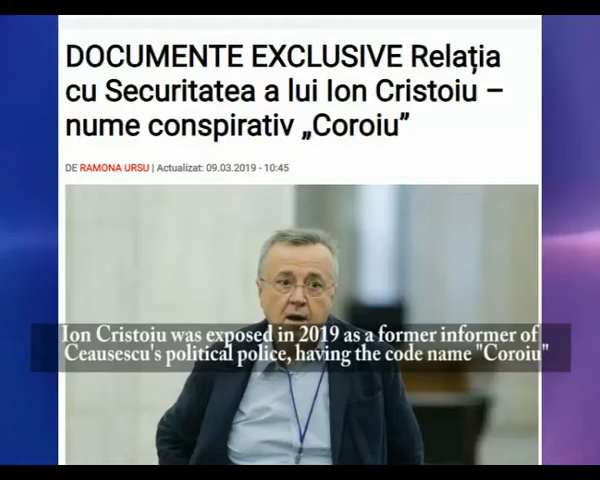 DOCUMENTE EXCLUSIVE Relația
cu Securitatea a lui Ion Cristoiu –
nume conspirativ „Coroiu”
DE RAMONA URSU | Actualizat: 09.03.2019 - 10:45
Ion Cristoiu was exposed in 2019 as a former informer of
Ceausescu's political police, having the code name "Coroiu"